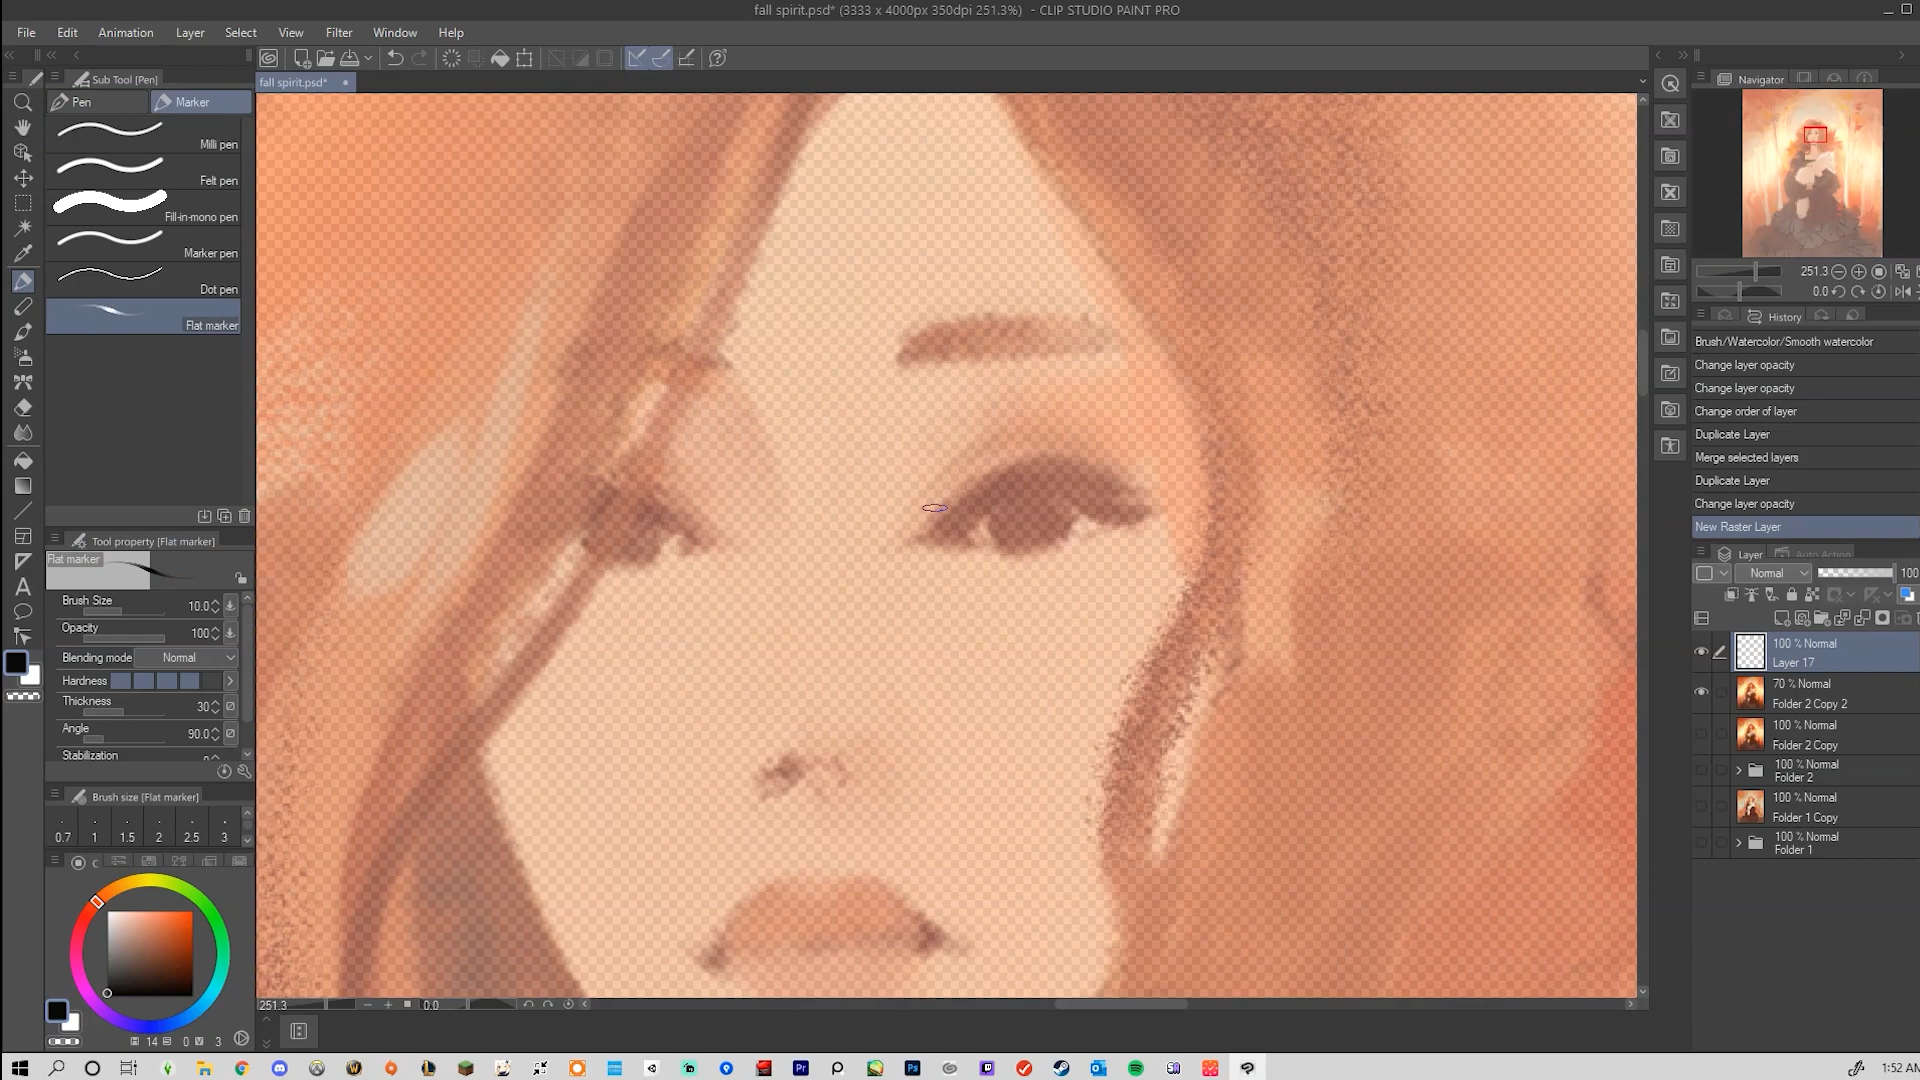 fall spirit.psd* (3333 x 4000px 350dpi 251.3%) - CLIP STUDIO PAINT PRO
File Edit Animation Layer Select View Filter Window Help
Sub Tool [Pen]
fall spirit.psd*
Navigator
Pen Marker
Milli pen
Felt pen
Fill-in-mono pen
Marker pen
Dot pen
Flat marker
Tool property [Flat marker]
Flat marker
Brush Size 10.0
Opacity 100
Blending mode Normal
Hardness
Thickness 30
Angle 90.0
Stabilization
Brush size [Flat marker]
0.7 1 1.5 2 2.5 3
14 S 0 V 3
251.3 0.0
251.3
0.0
History
Brush/Watercolor/Smooth watercolor
Change layer opacity
Change layer opacity
Change order of layer
Duplicate Layer
Merge selected layers
Duplicate Layer
Change layer opacity
New Raster Layer
Layer Auto Action
Normal 100
100 % Normal
Layer 17
70 % Normal
Folder 2 Copy 2
100 % Normal
Folder 2 Copy
100 % Normal
Folder 2
100 % Normal
Folder 1 Copy
100 % Normal
Folder 1
Pr
Ps
1:52 AM